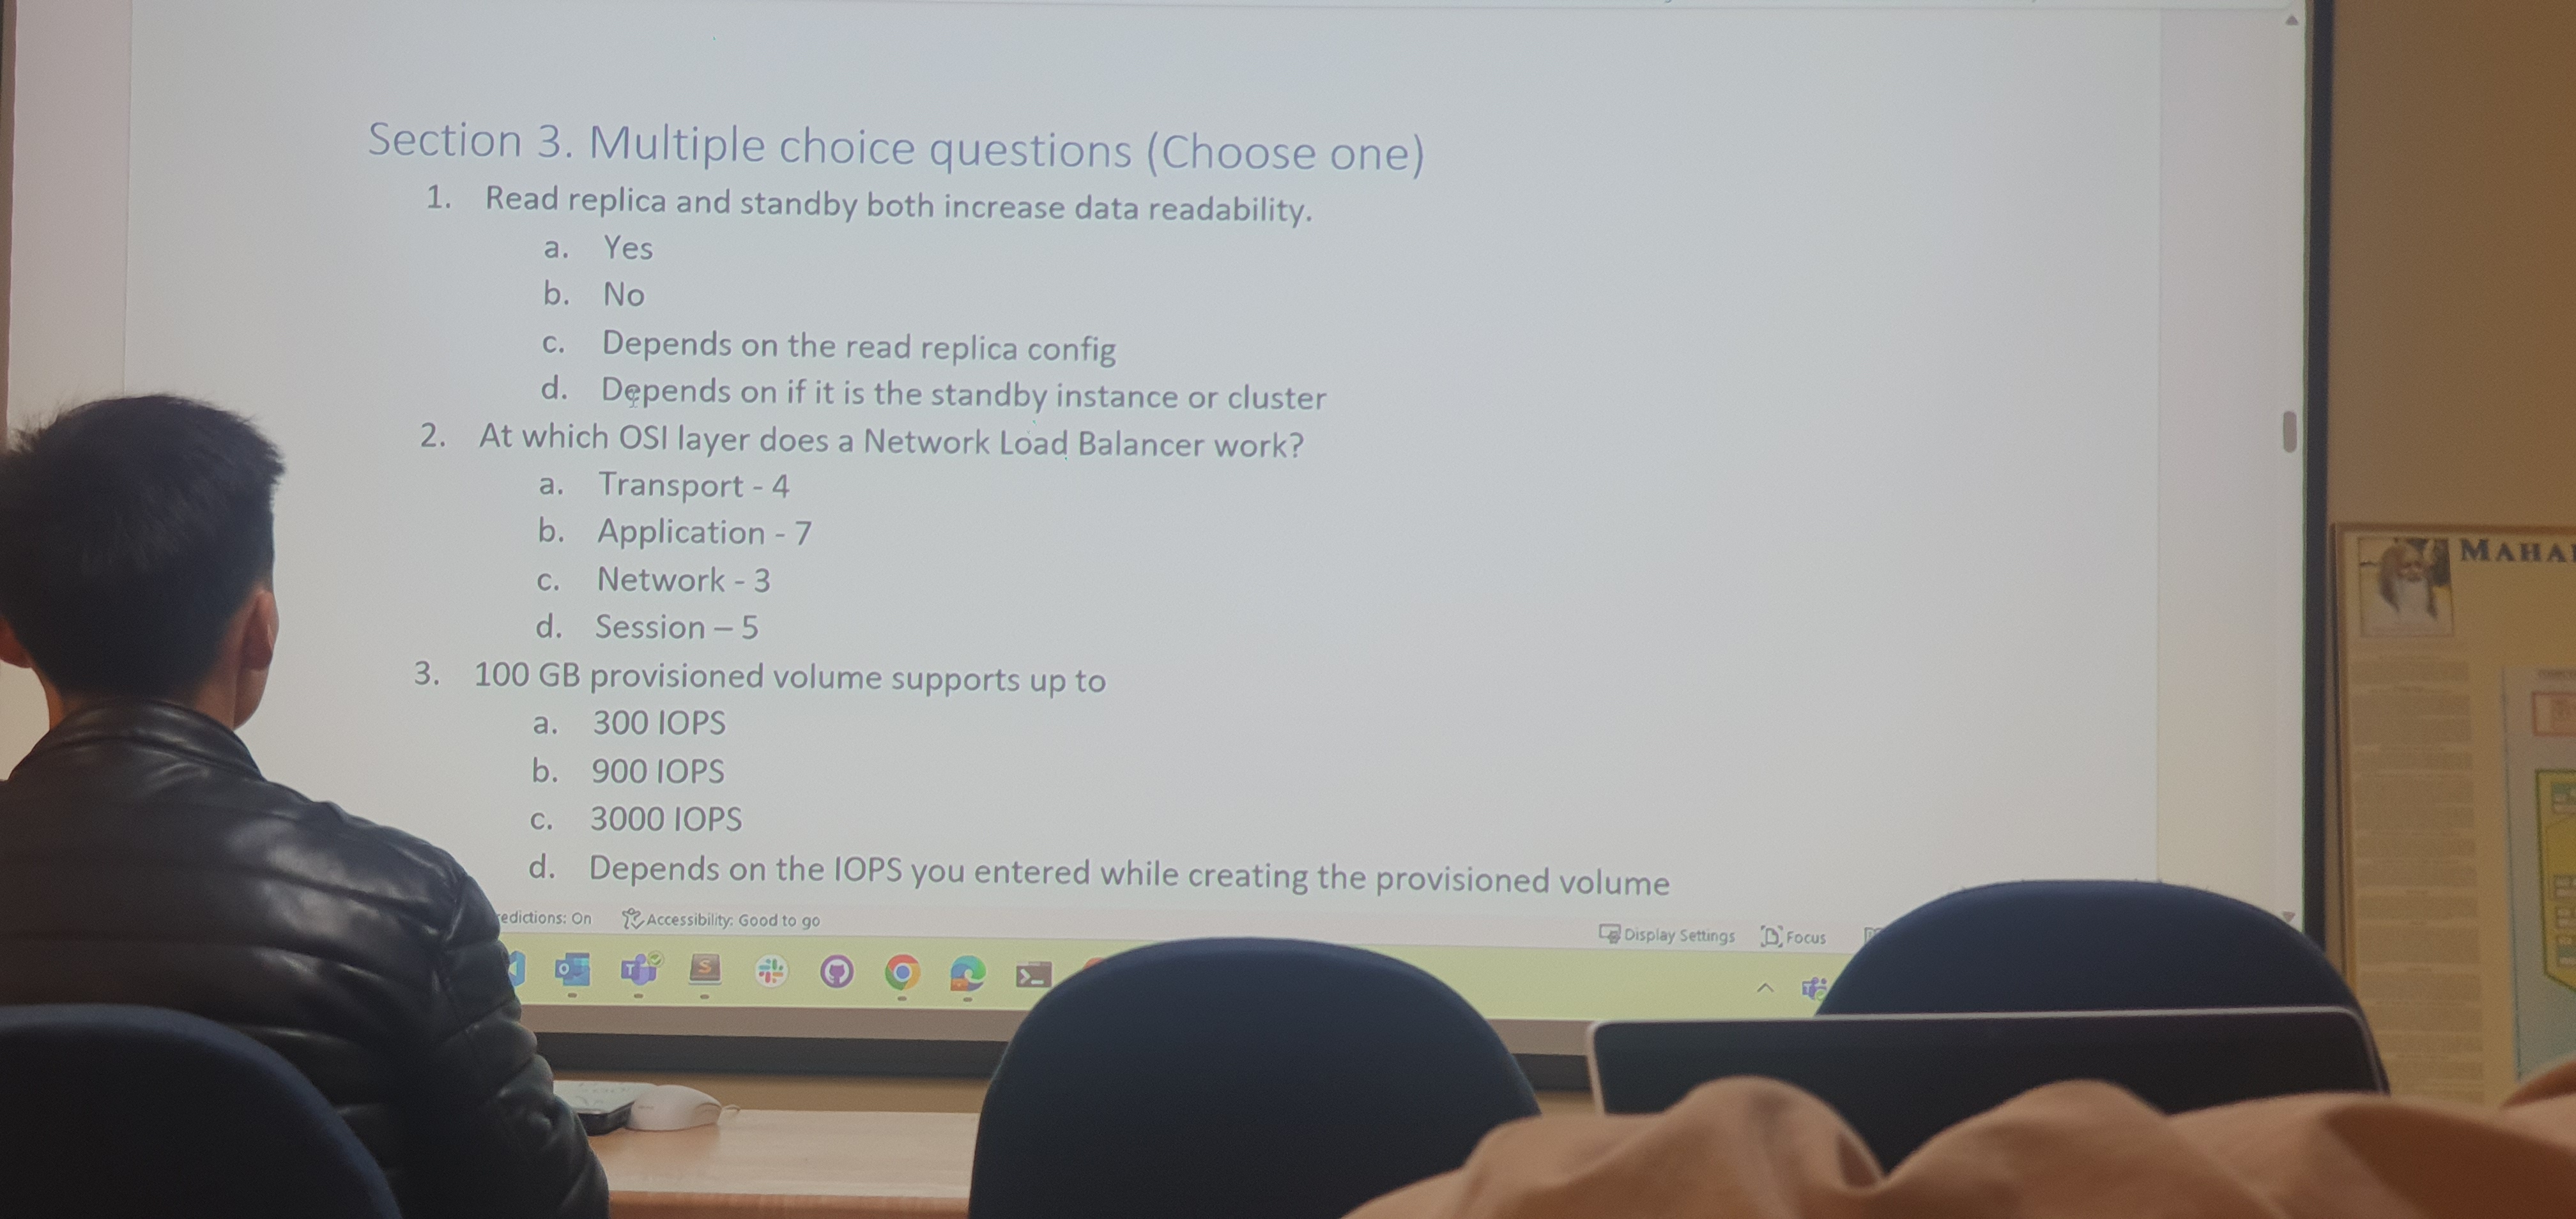 Section 3. Multiple choice questions (Choose one)
1. Read replica and standby both increase data readability.
a. Yes
b. No
c. Depends on the read replica config
d. Depends on if it is the standby instance or cluster
2. At which OSI layer does a Network Load Balancer work?
a. Transport - 4
b. Application - 7
c. Network - 3
d. Session – 5
3. 100 GB provisioned volume supports up to
a. 300 IOPS
b. 900 IOPS
c. 3000 IOPS
d. Depends on the IOPS you entered while creating the provisioned volume
edictions: On Accessibility: Good to go Display Settings Focus
MAHA